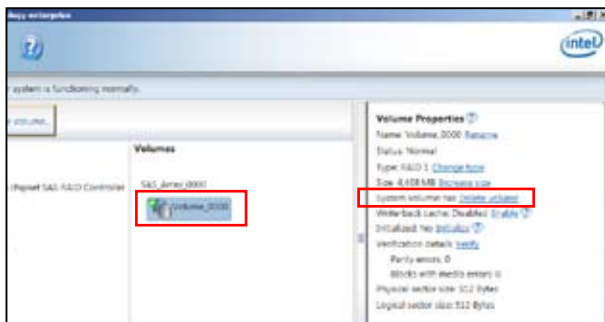 enterprise
intel
system is functioning normally.
Volume Properties
Name: Volume_0000 Rename
Status: Normal
Type: RAID 1 Change type
Volumes
Size: 4,408 MB Increase size
chipset SAS RAID Controller
SAS_Array_0000
System volume: No Delete volume
Volume_0000
Write-back cache: Disabled Enable
Initialized: No Initialize
Verification details Verify
Parity errors: 0
Blocks with media errors: 0
Physical sector size: 512 Bytes
Logical sector size: 512 Bytes